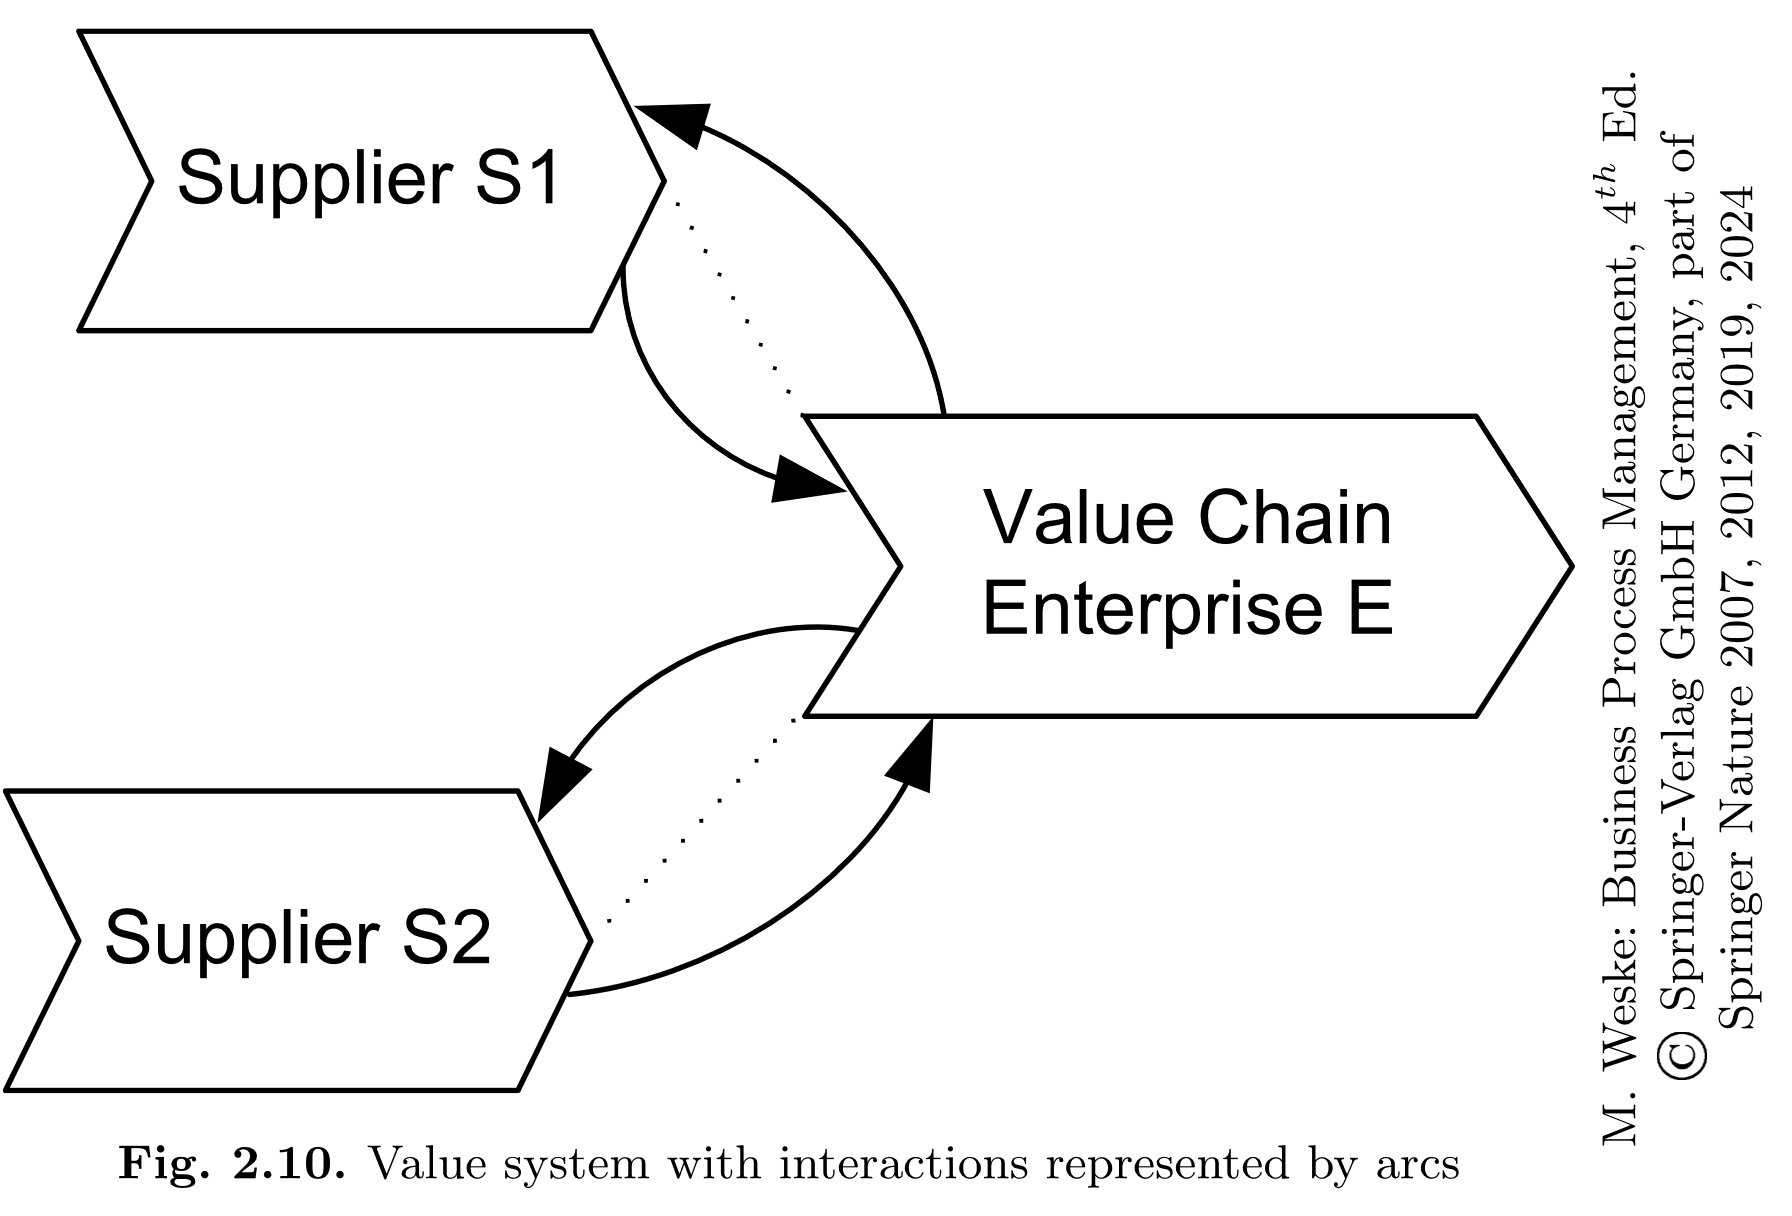 Supplier S1
Value Chain
Enterprise E
Supplier S2
Fig. 2.10. Value system with interactions represented by arcs
M. Weske: Business Process Management, 4th Ed.
© Springer-Verlag GmbH Germany, part of
Springer Nature 2007, 2012, 2019, 2024